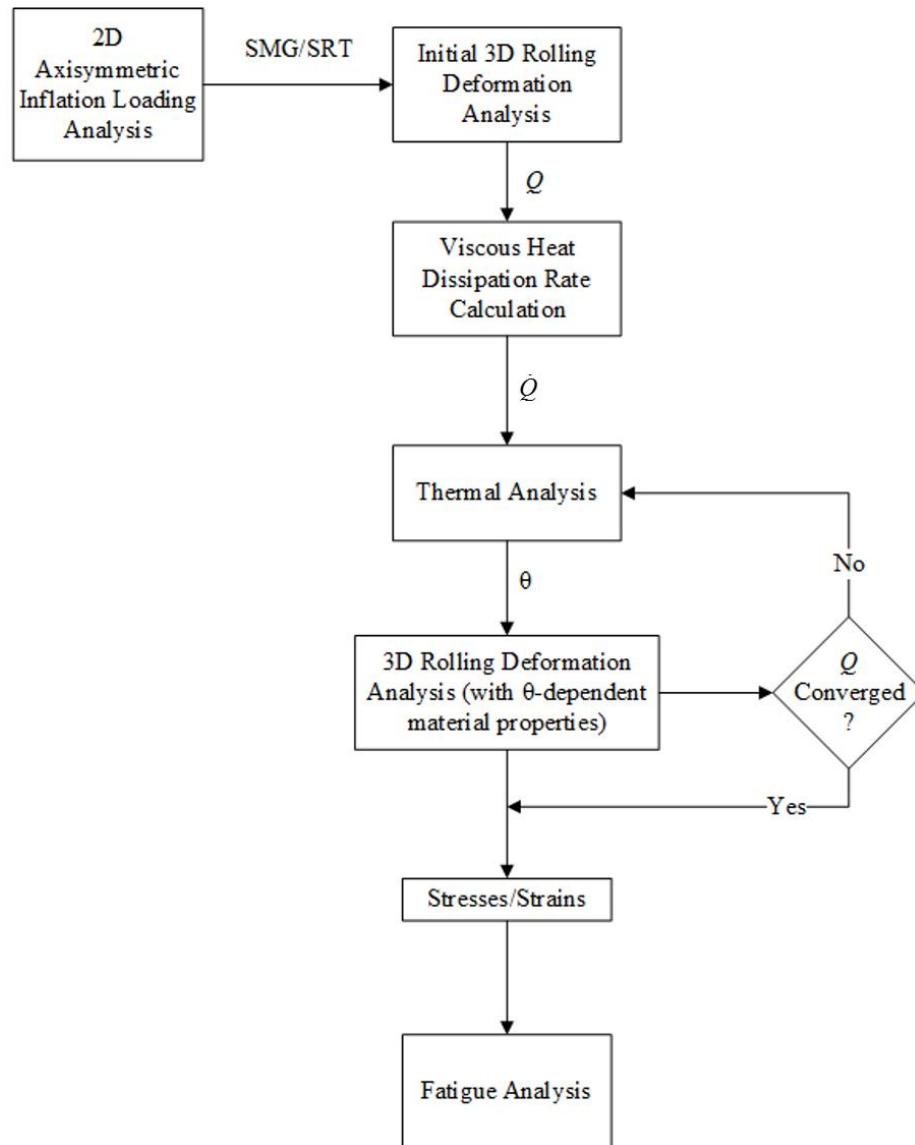 2D
Axisymmetric
Inflation Loading
Analysis
SMG/SRT
Initial 3D Rolling
Deformation
Analysis
Q
Viscous Heat
Dissipation Rate
Calculation
Q̇
Thermal Analysis
No
θ
3D Rolling Deformation
Analysis (with θ-dependent
material properties)
Q
Converged
?
Yes
Stresses/Strains
Fatigue Analysis